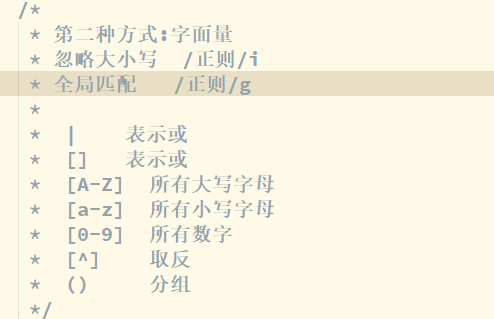 /*
* 第二种方式:字面量
* 忽略大小写  /正则/i
* 全局匹配   /正则/g
*
*  |    表示或
*  []   表示或
*  [A-Z]  所有大写字母
*  [a-z]  所有小写字母
*  [0-9]  所有数字
*  [^]    取反
*  ()     分组
*/